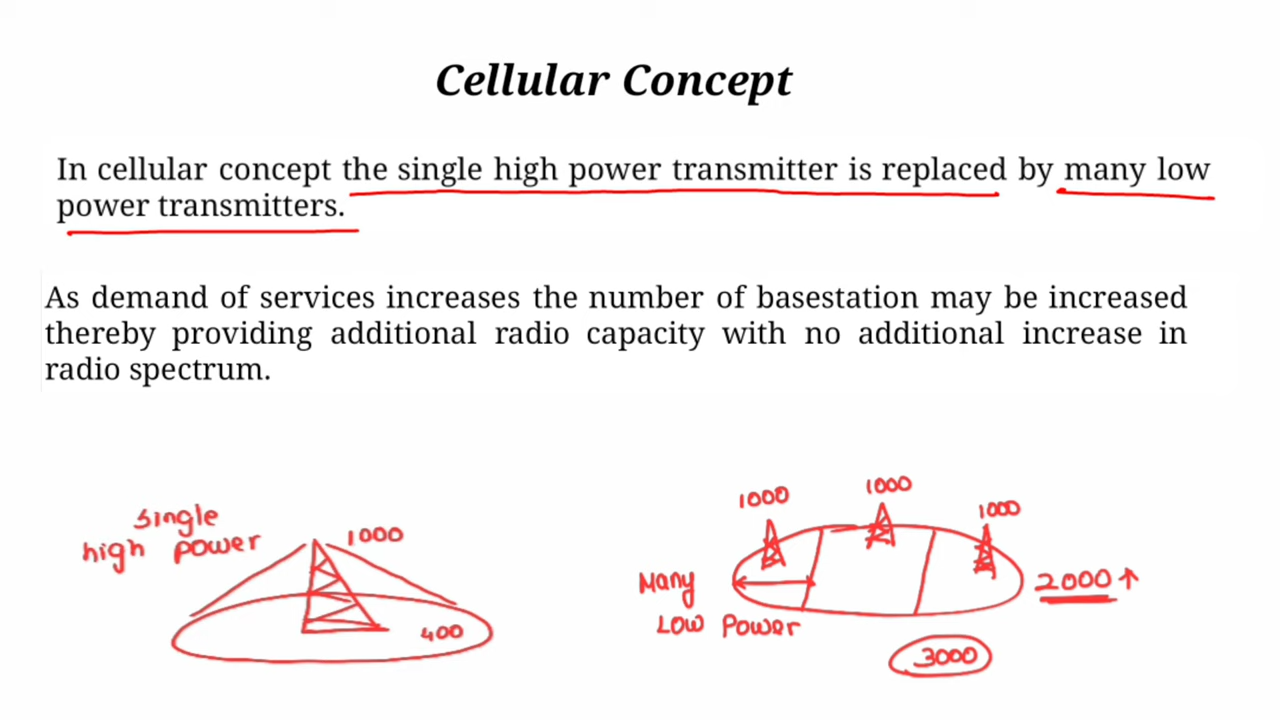 Cellular Concept
In cellular concept the single high power transmitter is replaced by many low
power transmitters.
As demand of services increases the number of basestation may be increased
thereby providing additional radio capacity with no additional increase in
radio spectrum.
single
high power
1000
400
1000
1000
1000
Many
LOW Power
2000
3000